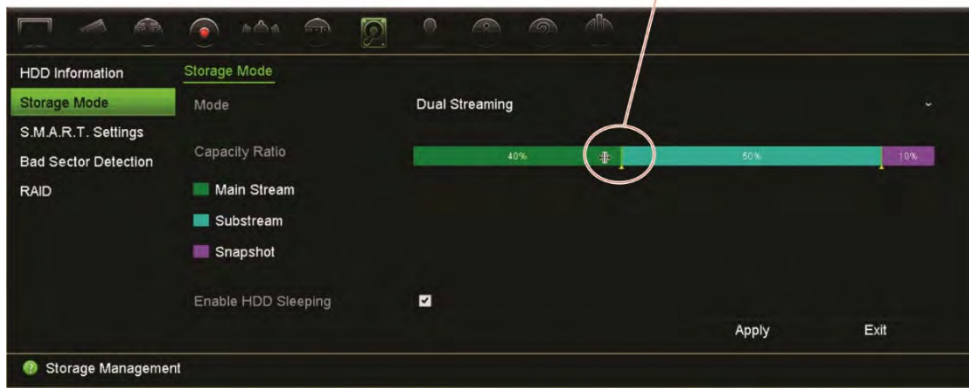 HDD Information
Storage Mode
S.M.A.R.T. Settings
Bad Sector Detection
RAID
Storage Mode
Mode Dual Streaming
Capacity Ratio 40% 50% 10%
Main Stream
Substream
Snapshot
Enable HDD Sleeping
Apply Exit
Storage Management